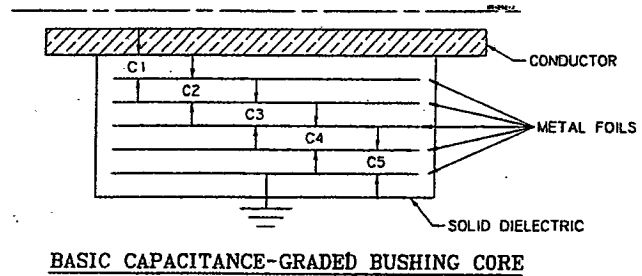 C1
CONDUCTOR
C2
C3
METAL FOILS
C4
C5
SOLID DIELECTRIC
BASIC CAPACITANCE-GRADED BUSHING CORE